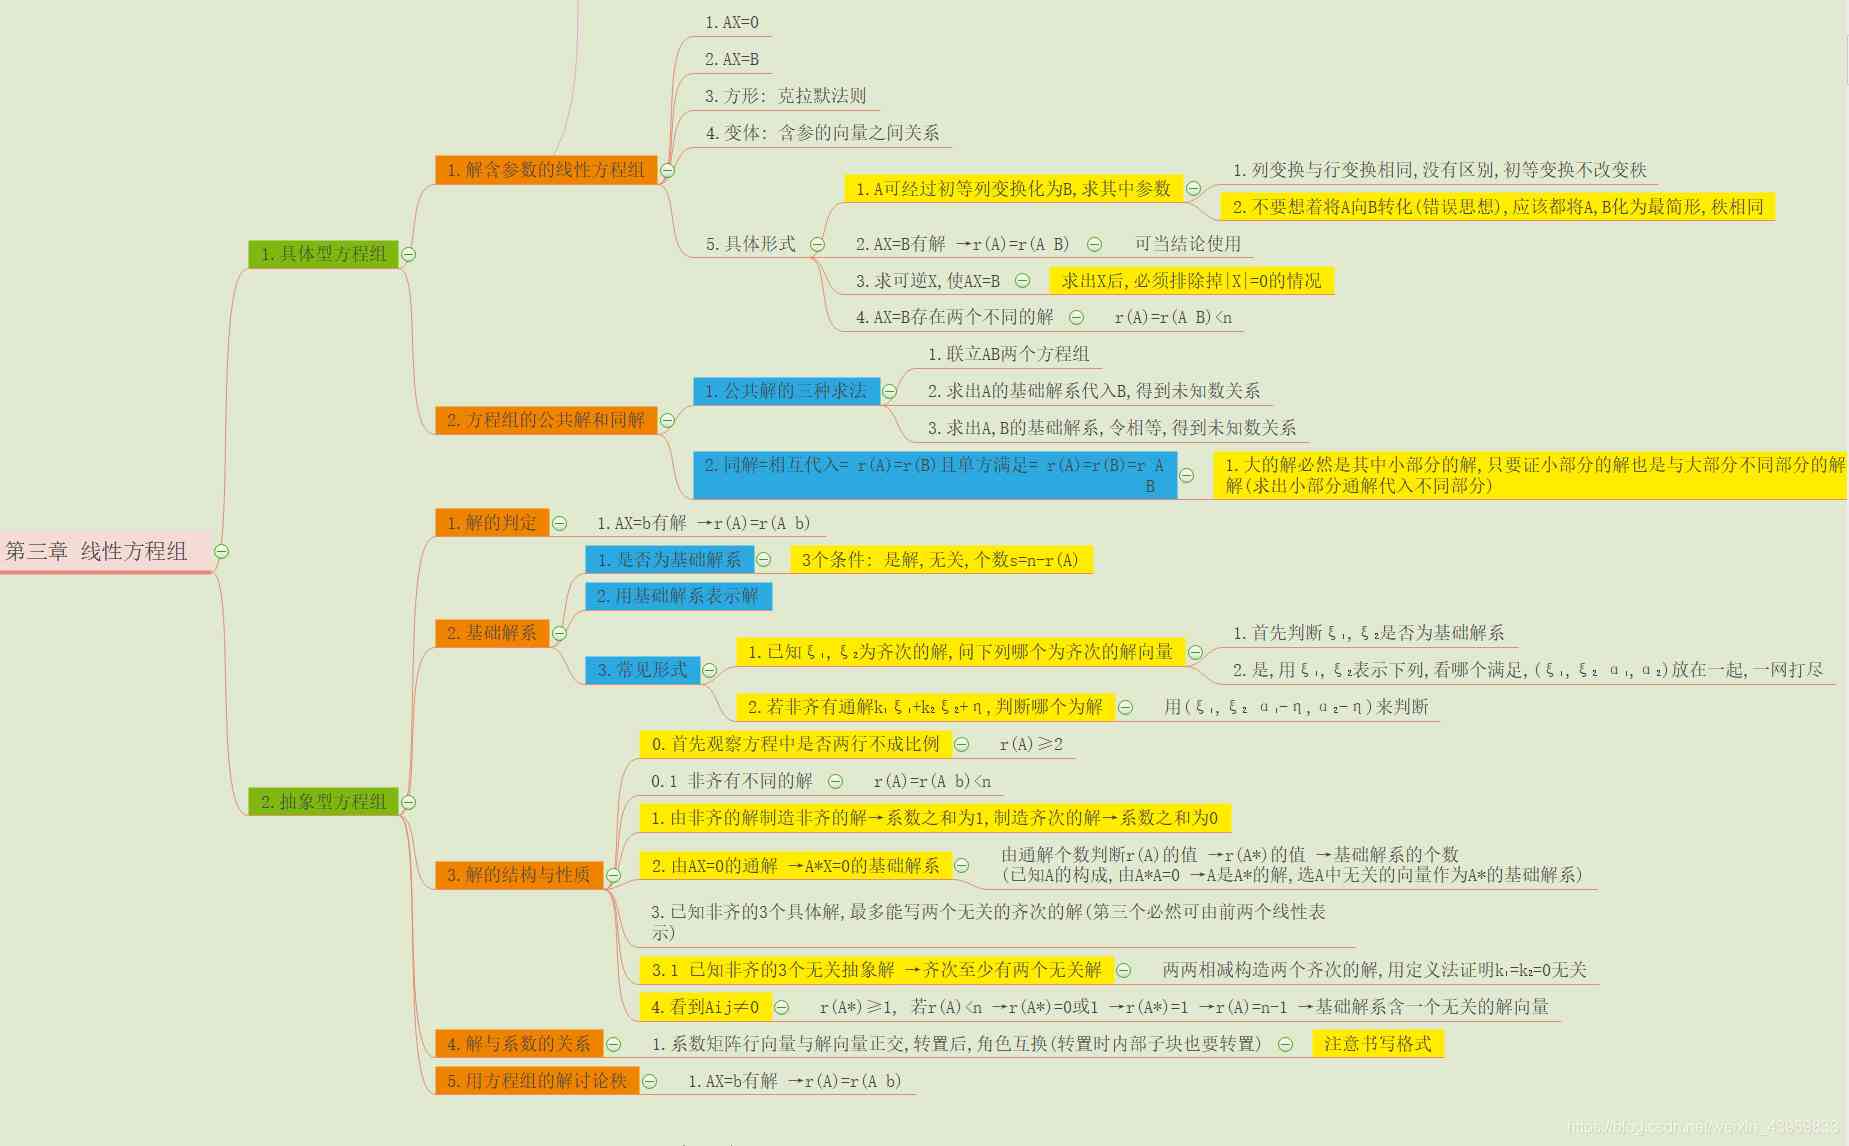 第三章 线性方程组
1.具体型方程组
1.解含参数的线性方程组
1.AX=0
2.AX=B
3.方形: 克拉默法则
4.变体: 含参的向量之间关系
5.具体形式
1.A可经过初等列变换化为B,求其中参数
1.列变换与行变换相同,没有区别,初等变换不改变秩
2.不要想着将A向B转化(错误思想),应该都将A,B化为最简形,秩相同
2.AX=B有解 →r(A)=r(A B)
可当结论使用
3.求可逆X,使AX=B
求出X后,必须排除掉|X|=0的情况
4.AX=B存在两个不同的解
r(A)=r(A B)<n
2.方程组的公共解和同解
1.公共解的三种求法
1.联立AB两个方程组
2.求出A的基础解系代入B,得到未知数关系
3.求出A,B的基础解系,令相等,得到未知数关系
2.同解=相互代入= r(A)=r(B)且单方满足= r(A)=r(B)=r A
B
1.大的解必然是其中小部分的解,只要证小部分的解也是与大部分不同部分的解
解(求出小部分通解代入不同部分)
2.抽象型方程组
1.解的判定
1.AX=b有解 →r(A)=r(A b)
2.基础解系
1.是否为基础解系
3个条件: 是解,无关,个数s=n-r(A)
2.用基础解系表示解
3.常见形式
1.已知ξ₁,ξ₂为齐次的解,问下列哪个为齐次的解向量
1.首先判断ξ₁,ξ₂是否为基础解系
2.是,用ξ₁,ξ₂表示下列,看哪个满足,(ξ₁,ξ₂ α₁,α₂)放在一起,一网打尽
2.若非齐有通解k₁ξ₁+k₂ξ₂+η,判断哪个为解
用(ξ₁,ξ₂ α₁-η,α₂-η)来判断
3.解的结构与性质
0.首先观察方程中是否两行不成比例
r(A)≥2
0.1 非齐有不同的解
r(A)=r(A b)<n
1.由非齐的解制造非齐的解→系数之和为1,制造齐次的解→系数之和为0
2.由AX=0的通解 →A*X=0的基础解系
由通解个数判断r(A)的值 →r(A*)的值 →基础解系的个数
(已知A的构成,由A*A=0 →A是A*的解,选A中无关的向量作为A*的基础解系)
3.已知非齐的3个具体解,最多能写两个无关的齐次的解(第三个必然可由前两个线性表
示)
3.1 已知非齐的3个无关抽象解 →齐次至少有两个无关解
两两相减构造两个齐次的解,用定义法证明k₁=k₂=0无关
4.看到Aij≠0
r(A*)≥1, 若r(A)<n →r(A*)=0或1 →r(A*)=1 →r(A)=n-1 →基础解系含一个无关的解向量
4.解与系数的关系
1.系数矩阵行向量与解向量正交,转置后,角色互换(转置时内部子块也要转置)
注意书写格式
5.用方程组的解讨论秩
1.AX=b有解 →r(A)=r(A b)
https://blog.csdn.net/weixin_43959833